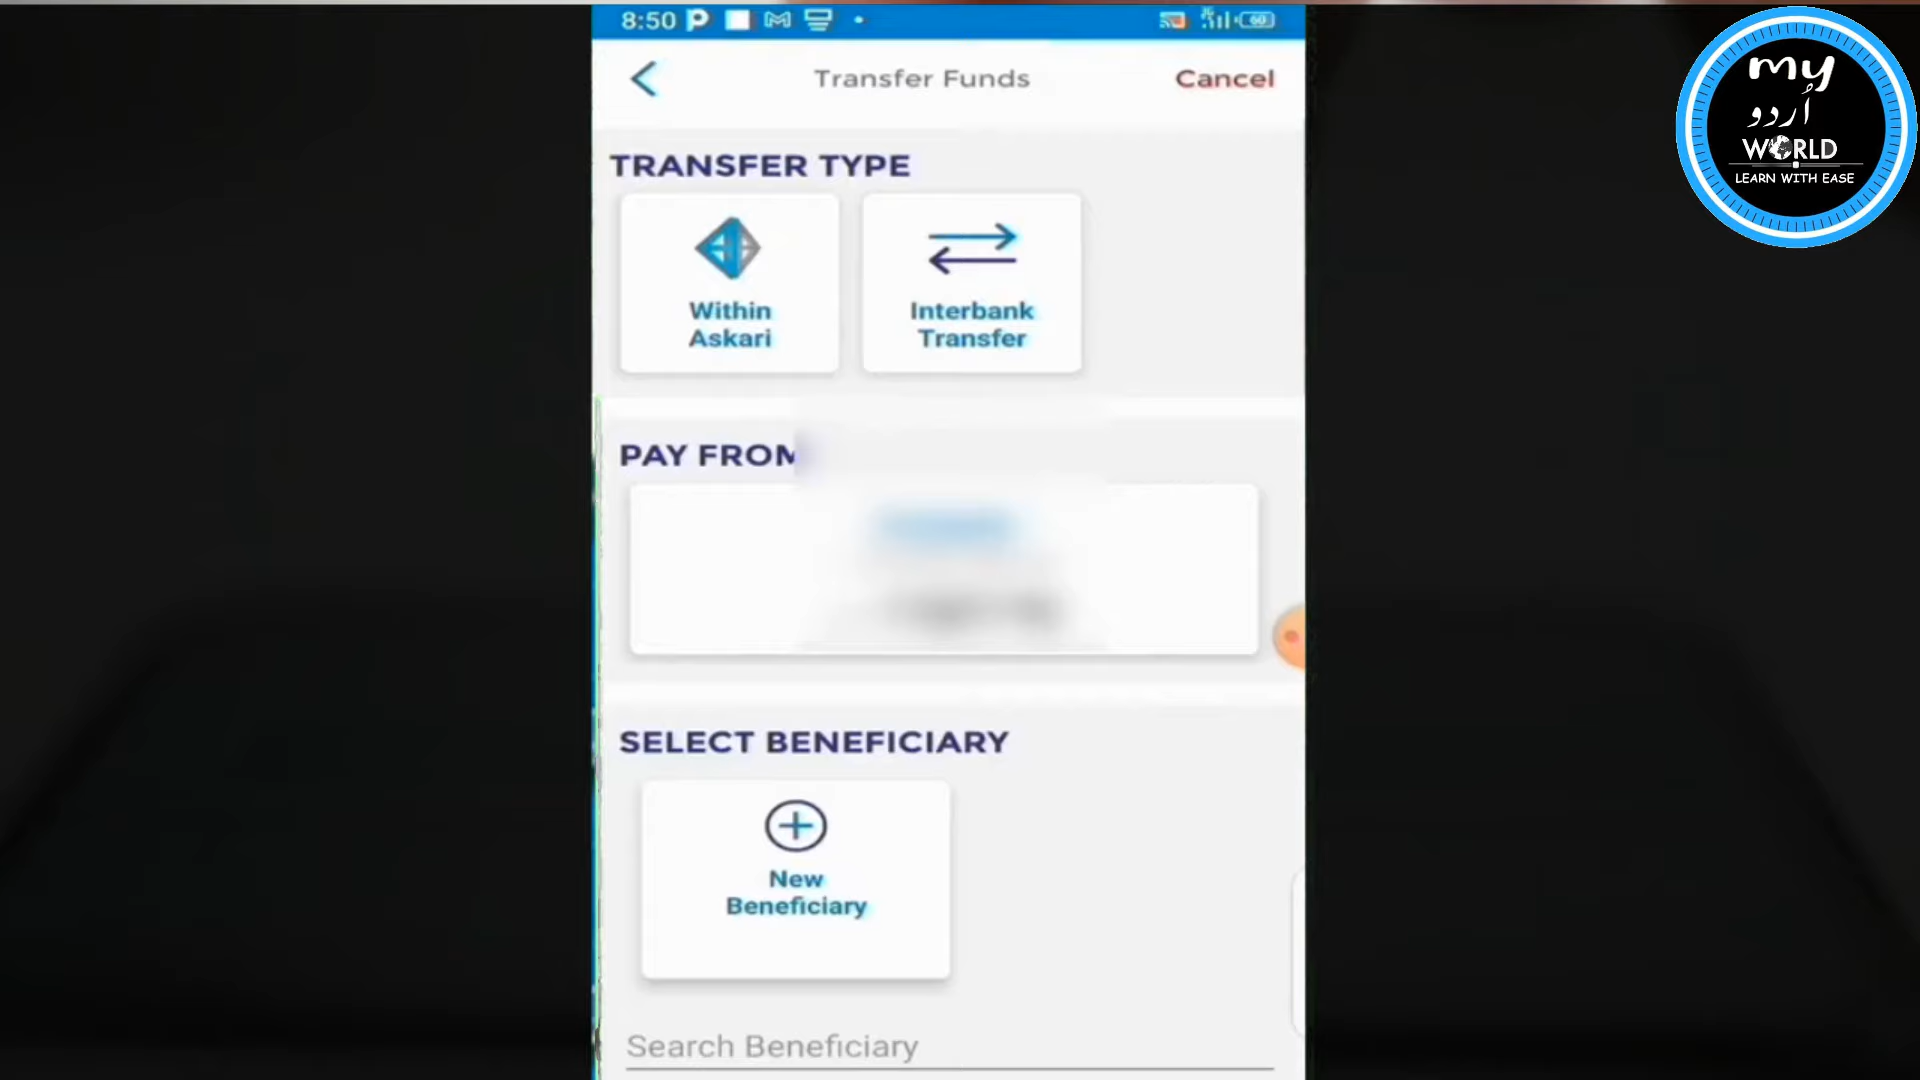 8:50
Transfer Funds
Cancel
TRANSFER TYPE
Within
Askari
Interbank
Transfer
PAY FROM
SELECT BENEFICIARY
New
Beneficiary
Search Beneficiary
my
اُردو
WORLD
LEARN WITH EASE